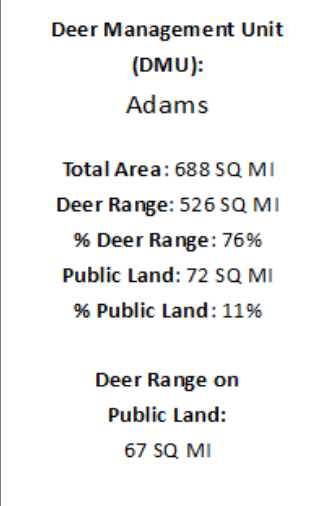 Deer Management Unit
(DMU):
Adams
Total Area: 688 SQ MI
Deer Range: 526 SQ MI
% Deer Range: 76%
Public Land: 72 SQ MI
% Public Land: 11%
Deer Range on
Public Land:
67 SQ MI